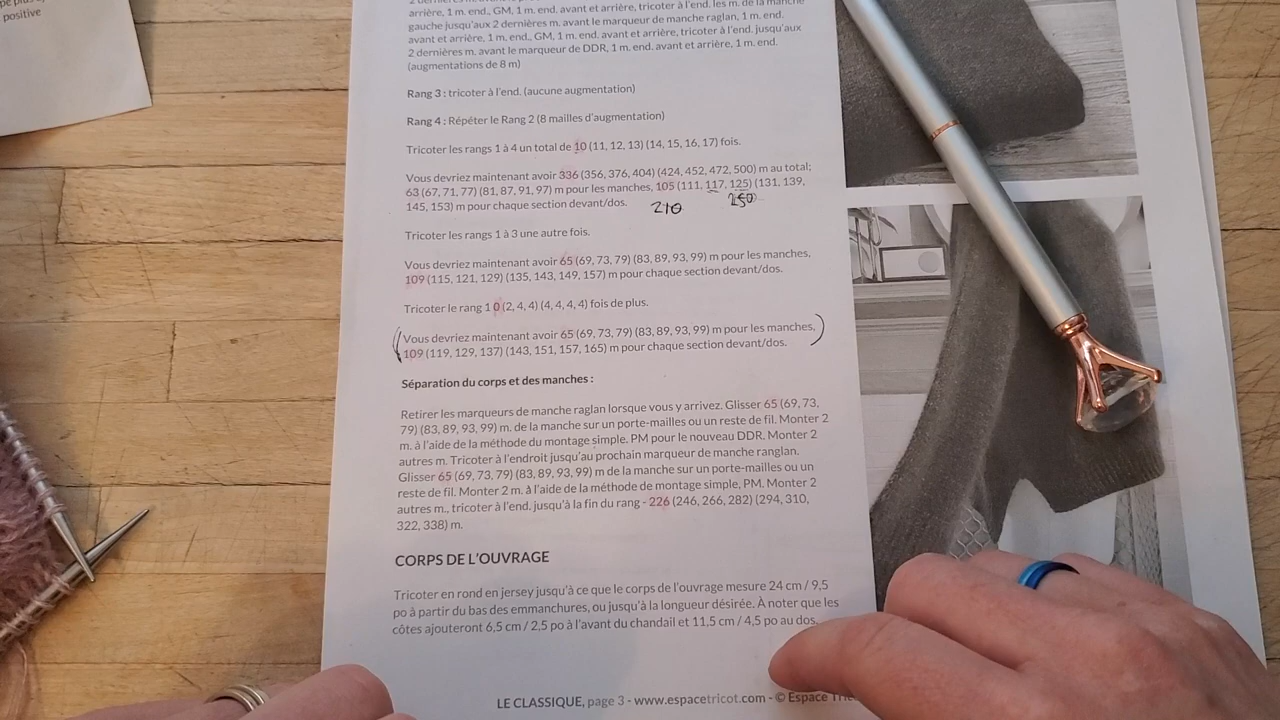 positive
arrière, 1 m. end., GM, 1 m. end. avant et arrière, tricoter à l'end. les m. de la manche
gauche jusqu'aux 2 dernières m. avant le marqueur de manche raglan, 1 m. end.
avant et arrière, 1 m. end., GM, 1 m. end. avant et arrière, tricoter à l'end. jusqu'aux
2 dernières m. avant le marqueur de DDR, 1 m. end. avant et arrière, 1 m. end.
(augmentations de 8 m)
Rang 3 : tricoter à l'end. (aucune augmentation)
Rang 4 : Répéter le Rang 2 (8 mailles d'augmentation)
Tricoter les rangs 1 à 4 un total de 10 (11, 12, 13) (14, 15, 16, 17) fois.
Vous devriez maintenant avoir 336 (356, 376, 404) (424, 452, 472, 500) m au total;
63 (67, 71, 77) (81, 87, 91, 97) m pour les manches, 105 (111, 117, 125) (131, 139,
145, 153) m pour chaque section devant/dos.
210 250
Tricoter les rangs 1 à 3 une autre fois.
Vous devriez maintenant avoir 65 (69, 73, 79) (83, 89, 93, 99) m pour les manches,
109 (115, 121, 129) (135, 143, 149, 157) m pour chaque section devant/dos.
Tricoter le rang 1 0 (2, 4, 4) (4, 4, 4, 4) fois de plus.
Vous devriez maintenant avoir 65 (69, 73, 79) (83, 89, 93, 99) m pour les manches,
109 (119, 129, 137) (143, 151, 157, 165) m pour chaque section devant/dos.
Séparation du corps et des manches :
Retirer les marqueurs de manche raglan lorsque vous y arrivez. Glisser 65 (69, 73,
79) (83, 89, 93, 99) m. de la manche sur un porte-mailles ou un reste de fil. Monter 2
m. à l'aide de la méthode du montage simple. PM pour le nouveau DDR. Monter 2
autres m. Tricoter à l'endroit jusqu'au prochain marqueur de manche ranglan.
Glisser 65 (69, 73, 79) (83, 89, 93, 99) m de la manche sur un porte-mailles ou un
reste de fil. Monter 2 m. à l'aide de la méthode de montage simple, PM. Monter 2
autres m., tricoter à l'end. jusqu'à la fin du rang - 226 (246, 266, 282) (294, 310,
322, 338) m.
CORPS DE L'OUVRAGE
Tricoter en rond en jersey jusqu'à ce que le corps de l'ouvrage mesure 24 cm / 9,5
po à partir du bas des emmanchures, ou jusqu'à la longueur désirée. À noter que les
côtes ajouteront 6,5 cm / 2,5 po à l'avant du chandail et 11,5 cm / 4,5 po au dos.
LE CLASSIQUE, page 3 - www.espacetricot.com - © Espace